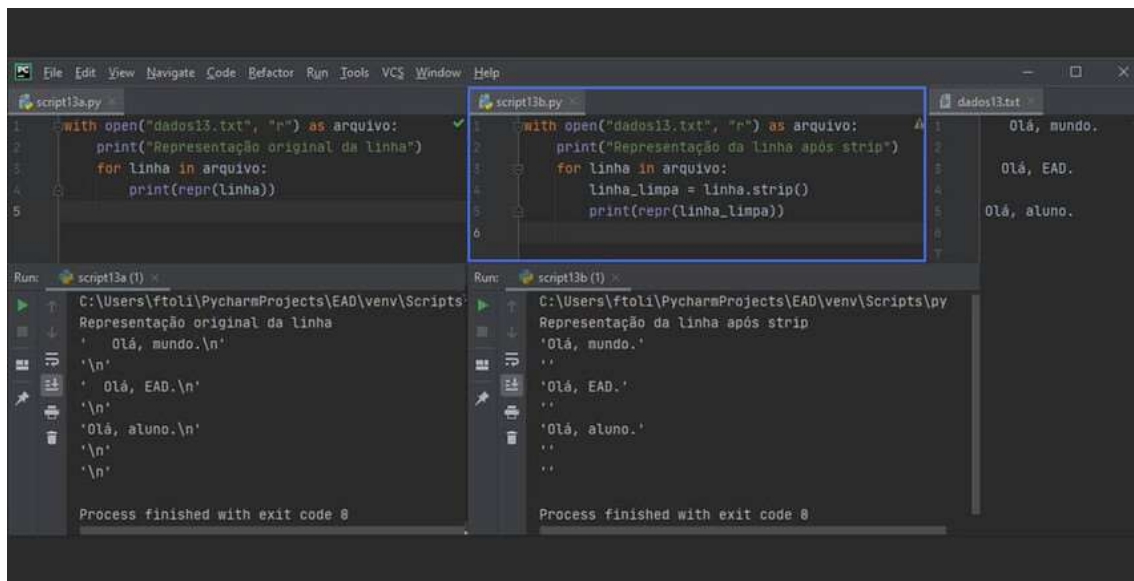 PC File Edit View Navigate Code Refactor Run Tools VCS Window Help
script13a.py
1 with open("dados13.txt", "r") as arquivo:
2 print("Representação original da linha")
3 for linha in arquivo:
4 print(repr(linha))
5
script13b.py
1 with open("dados13.txt", "r") as arquivo:
2 print("Representação da linha após strip")
3 for linha in arquivo:
4 linha_limpa = linha.strip()
5 print(repr(linha_limpa))
6
dados13.txt
1 Olá, mundo.
2
3 Olá, EAD.
4
5 Olá, aluno.
6
7
Run: script13a (1)
C:\Users\ftoli\PycharmProjects\EAD\venv\Scripts
Representação original da linha
'   Olá, mundo.\n'
'\n'
'  Olá, EAD.\n'
'\n'
'Olá, aluno.\n'
'\n'
'\n'
Process finished with exit code 0
Run: script13b (1)
C:\Users\ftoli\PycharmProjects\EAD\venv\Scripts\py
Representação da linha após strip
'Olá, mundo.'
''
'Olá, EAD.'
''
'Olá, aluno.'
''
''
Process finished with exit code 0